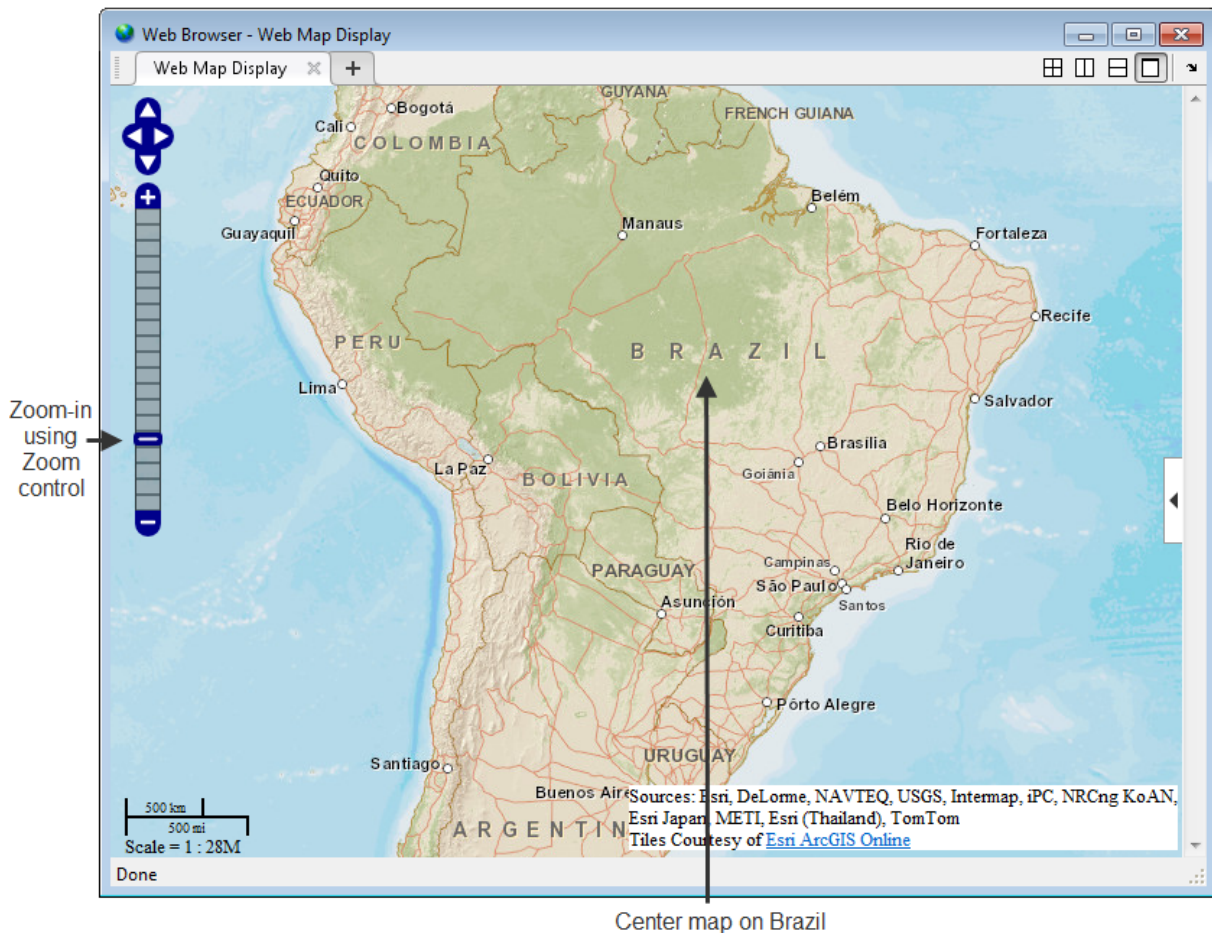 Web Browser - Web Map Display
Web Map Display
GUYANA
FRENCH GUIANA
Bogotá
Cali
COLOMBIA
Quito
ECUADOR
Guayaquil
Belém
Manaus
Fortaleza
Recife
PERU
BRAZIL
Lima
Salvador
Zoom-in
using
Zoom
control
Brasília
La Paz
Goiânia
BOLIVIA
Belo Horizonte
Rio de
Janeiro
Campinas
PARAGUAY
São Paulo
Santos
Asunción
Curitiba
Pórto Alegre
URUGUAY
Santiago
Buenos Aire
ARGENTIN
500 km
500 mi
Scale = 1 : 28M
Sources: Esri, DeLorme, NAVTEQ, USGS, Intermap, iPC, NRCng KoAN,
Esri Japan, METI, Esri (Thailand), TomTom
Tiles Courtesy of Esri ArcGIS Online
Done
Center map on Brazil